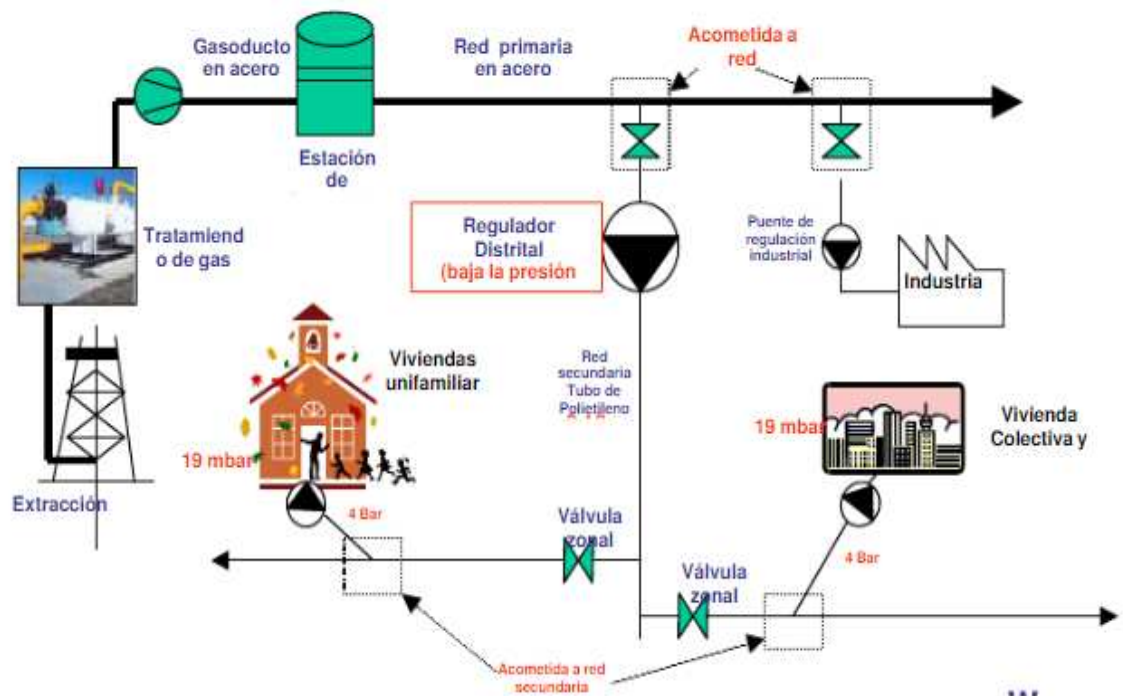 Gasoducto
en acero
Red primaria
en acero
Acometida a
red
Estación
de
Tratamiend
o de gas
Regulador
Distrital
(baja la presión
Puente de
regulación
industrial
Industria
Viviendas
unifamiliar
Red
secundaria
Tubo de
Polietileno
19 mbar
Vivienda
Colectiva y
19 mbar
Extracción
4 Bar
Válvula
zonal
4 Bar
Válvula
zonal
Acometida a red
secundaria